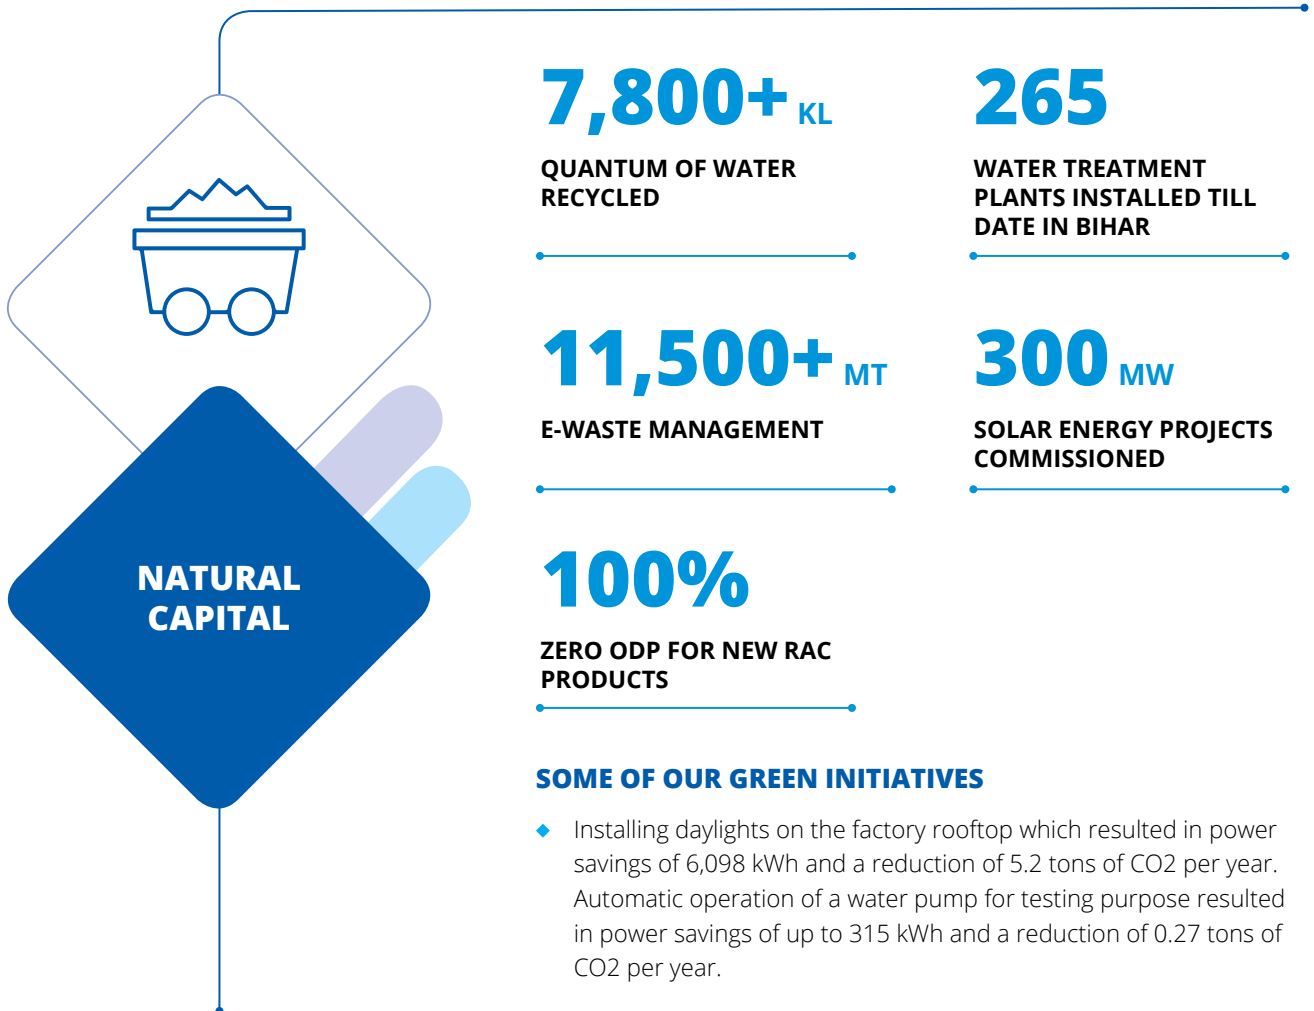 7,800+ KL
QUANTUM OF WATER
RECYCLED
265
WATER TREATMENT
PLANTS INSTALLED TILL
DATE IN BIHAR
11,500+ MT
E-WASTE MANAGEMENT
300 MW
SOLAR ENERGY PROJECTS
COMMISSIONED
NATURAL
CAPITAL
100%
ZERO ODP FOR NEW RAC
PRODUCTS
SOME OF OUR GREEN INITIATIVES
Installing daylights on the factory rooftop which resulted in power
savings of 6,098 kWh and a reduction of 5.2 tons of CO2 per year.
Automatic operation of a water pump for testing purpose resulted
in power savings of up to 315 kWh and a reduction of 0.27 tons of
CO2 per year.